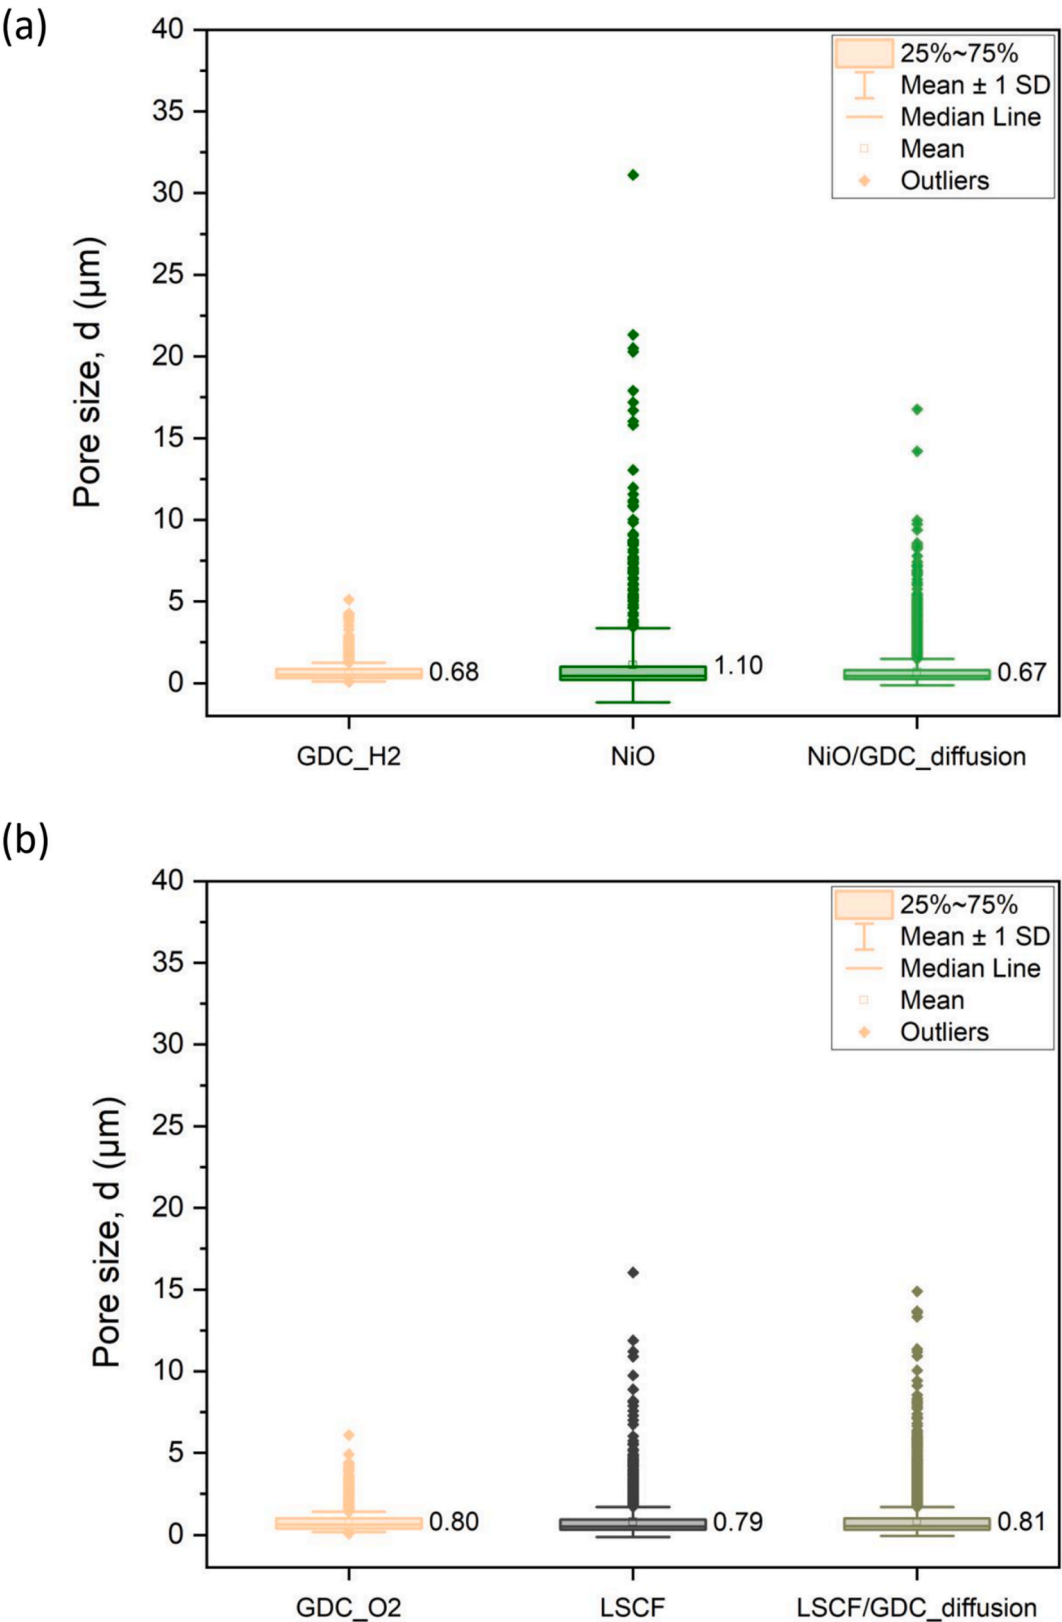 (a)
40
35
30
25
20
15
10
5
0
Pore size, d (μm)
25%~75%
Mean ± 1 SD
Median Line
Mean
Outliers
0.68
1.10
0.67
GDC_H2
NiO
NiO/GDC_diffusion
(b)
40
35
30
25
20
15
10
5
0
Pore size, d (μm)
25%~75%
Mean ± 1 SD
Median Line
Mean
Outliers
0.80
0.79
0.81
GDC_O2
LSCF
LSCF/GDC_diffusion